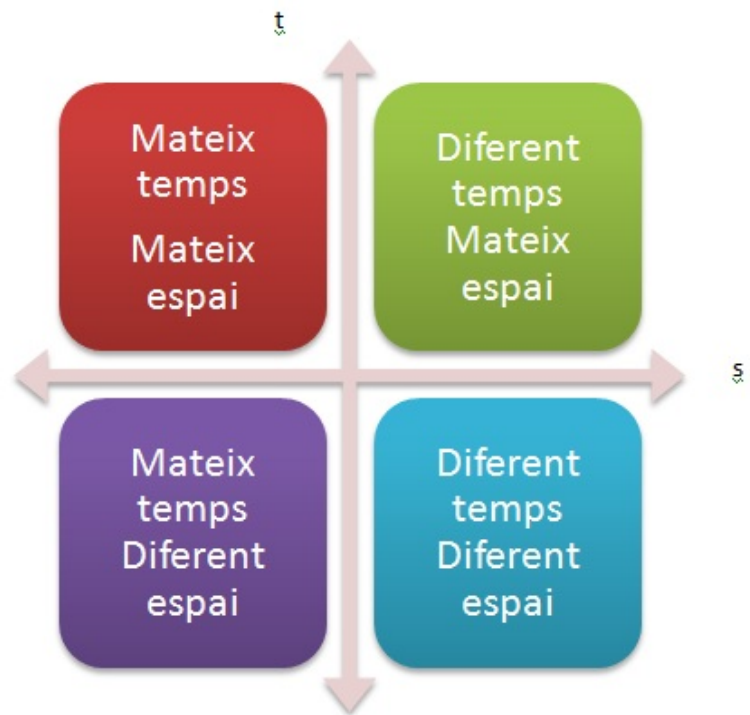 t
Mateix
temps
Mateix
espai
Diferent
temps
Mateix
espai
s
Mateix
temps
Diferent
espai
Diferent
temps
Diferent
espai